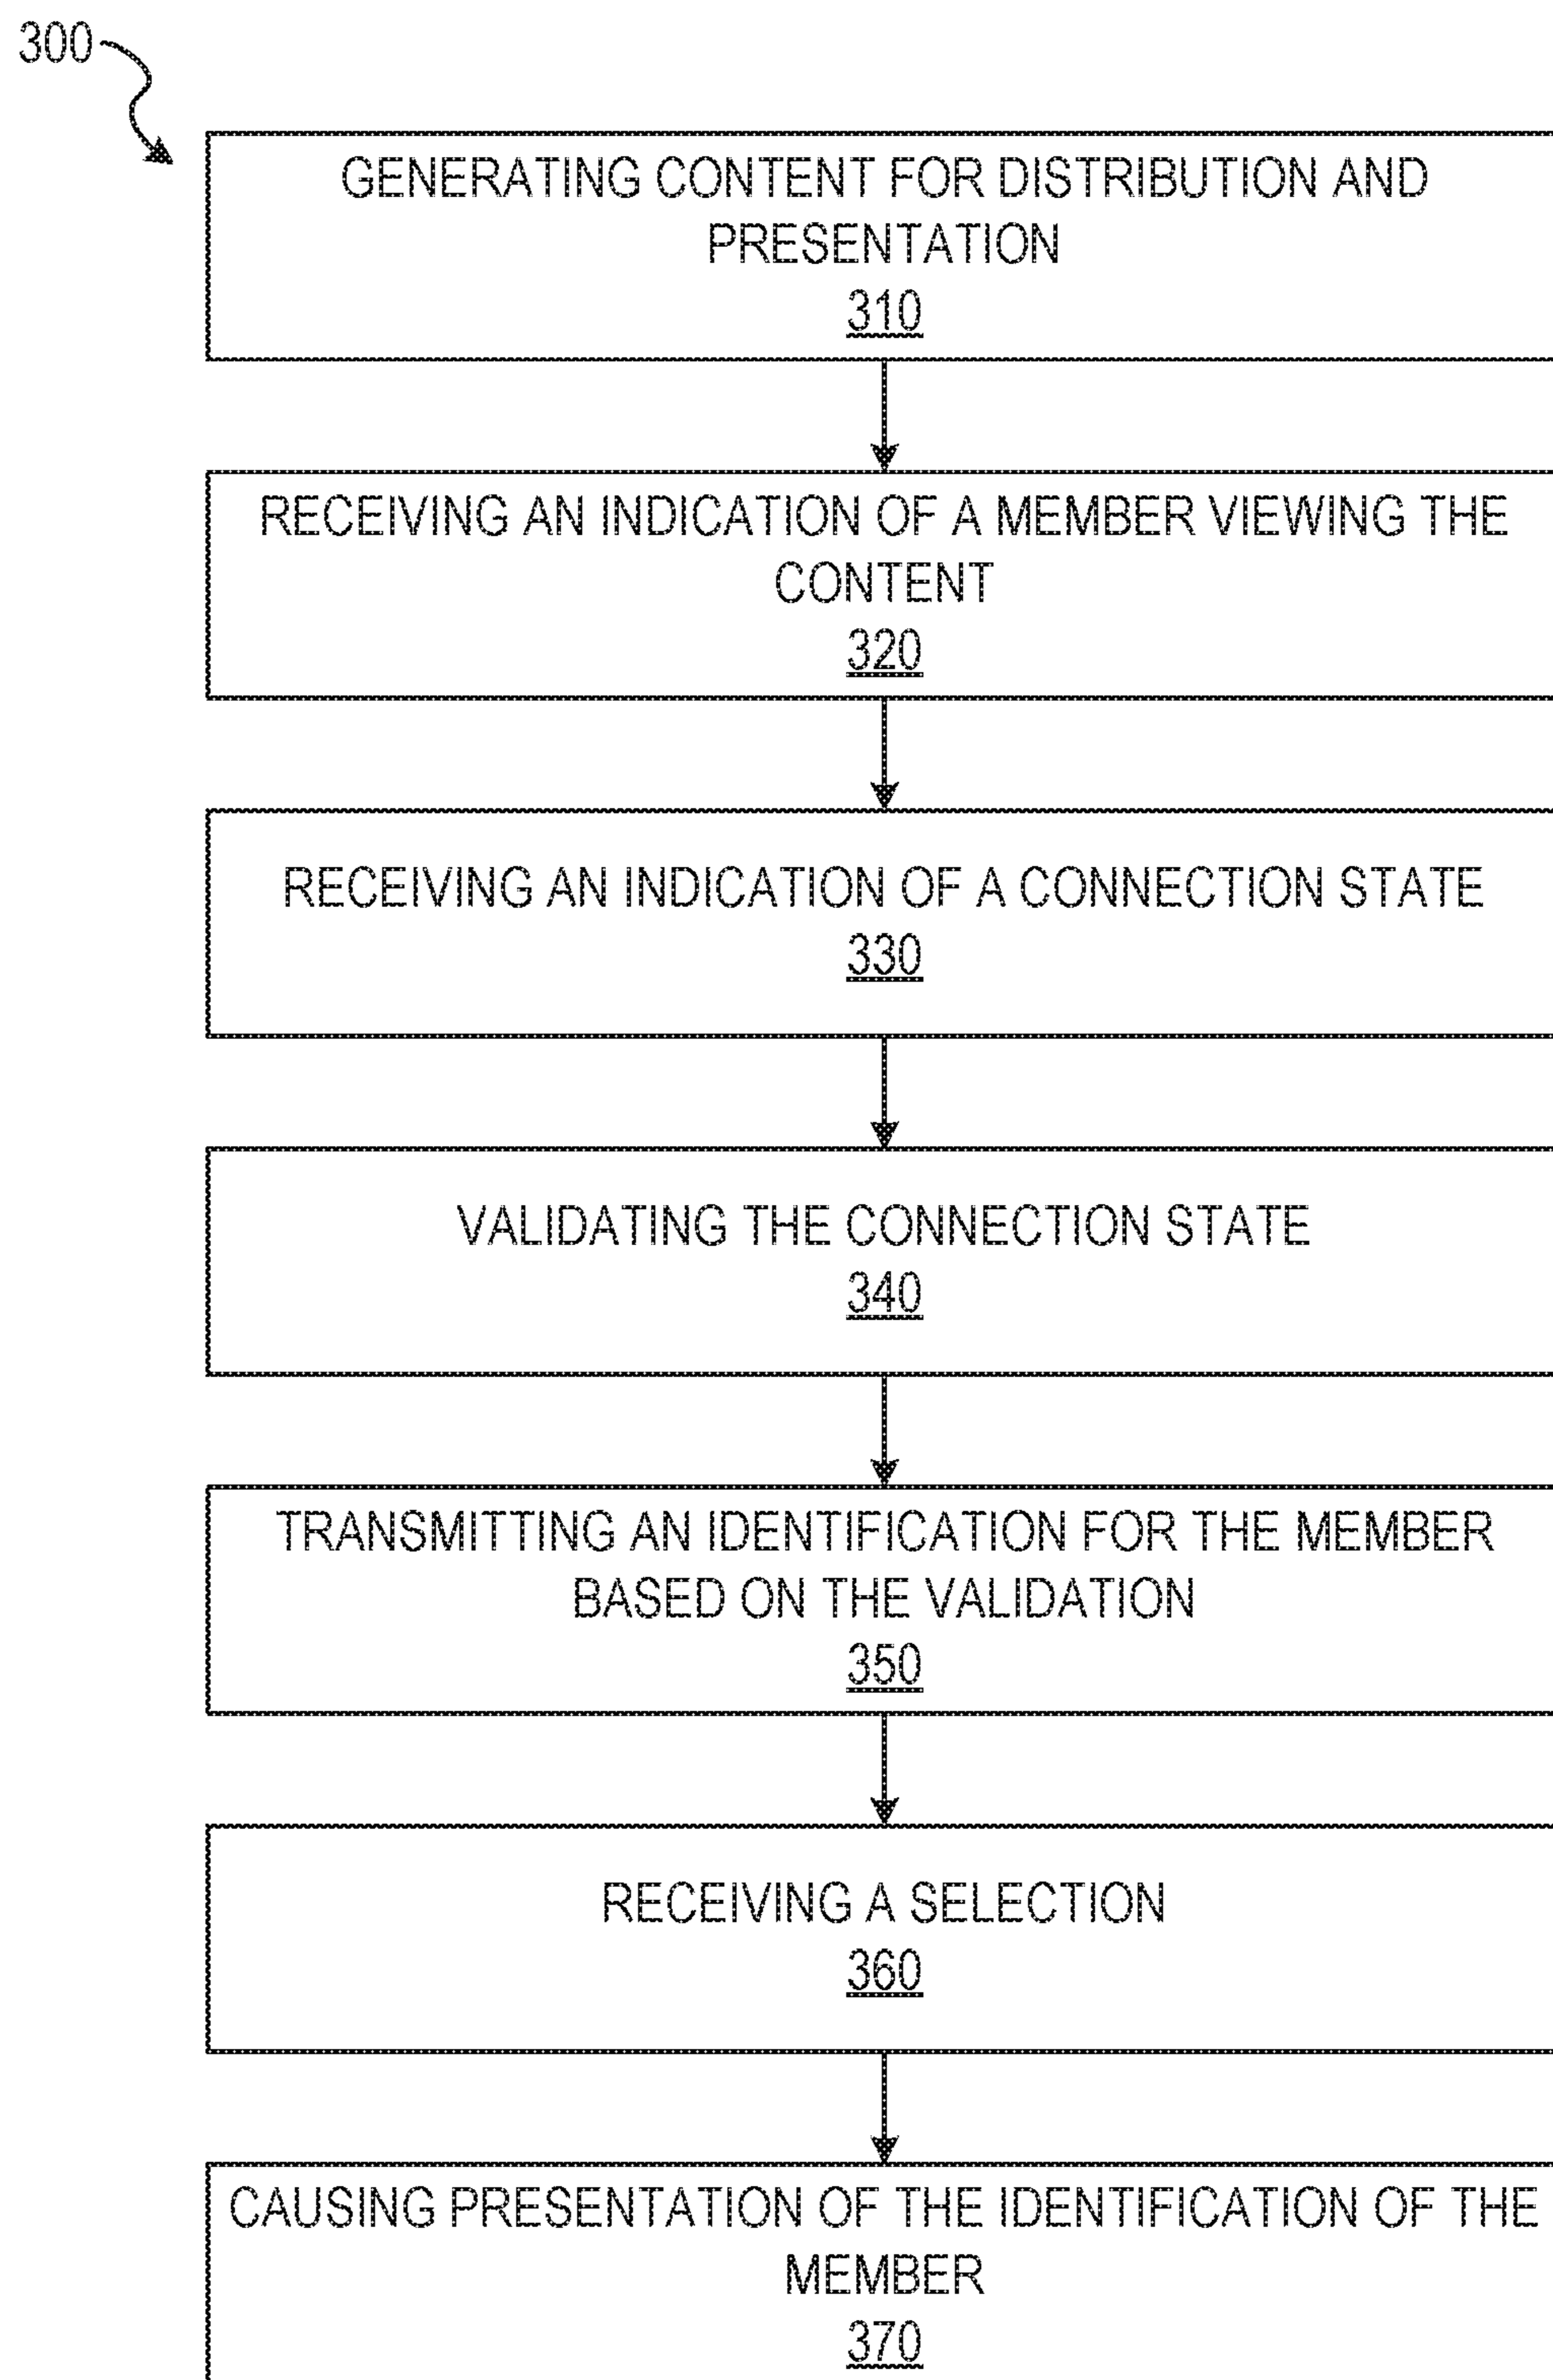 300
GENERATING CONTENT FOR DISTRIBUTION AND
PRESENTATION
310
RECEIVING AN INDICATION OF A MEMBER VIEWING THE
CONTENT
320
RECEIVING AN INDICATION OF A CONNECTION STATE
330
VALIDATING THE CONNECTION STATE
340
TRANSMITTING AN IDENTIFICATION FOR THE MEMBER
BASED ON THE VALIDATION
350
RECEIVING A SELECTION
360
CAUSING PRESENTATION OF THE IDENTIFICATION OF THE
MEMBER
370